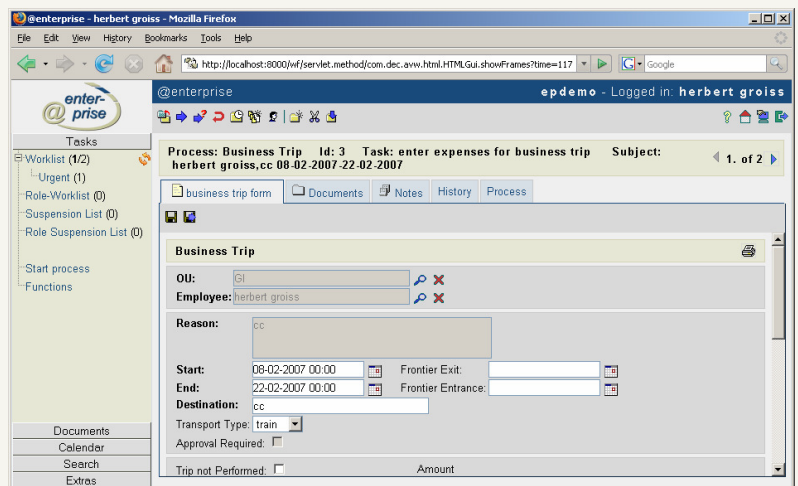 @enterprise - herbert groiss - Mozilla Firefox
File Edit View History Bookmarks Tools Help
http://localhost:8000/wf/servlet.method/com.dec.avw.html.HTMLGui.showFrames?time=117
G Google
enter-
@ prise
@enterprise
epdemo - Logged in: herbert groiss
Tasks
Worklist (1/2)
Urgent (1)
Role-Worklist (0)
Suspension List (0)
Role Suspension List (0)
Start process
Functions
Documents
Calendar
Search
Extras
Process: Business Trip Id: 3 Task: enter expenses for business trip Subject:
herbert groiss,cc 08-02-2007-22-02-2007
1. of 2
business trip form Documents Notes History Process
Business Trip
OU: GI
Employee: herbert groiss
Reason: cc
Start: 08-02-2007 00:00 Frontier Exit:
End: 22-02-2007 00:00 Frontier Entrance:
Destination: cc
Transport Type: train
Approval Required:
Trip not Performed: Amount